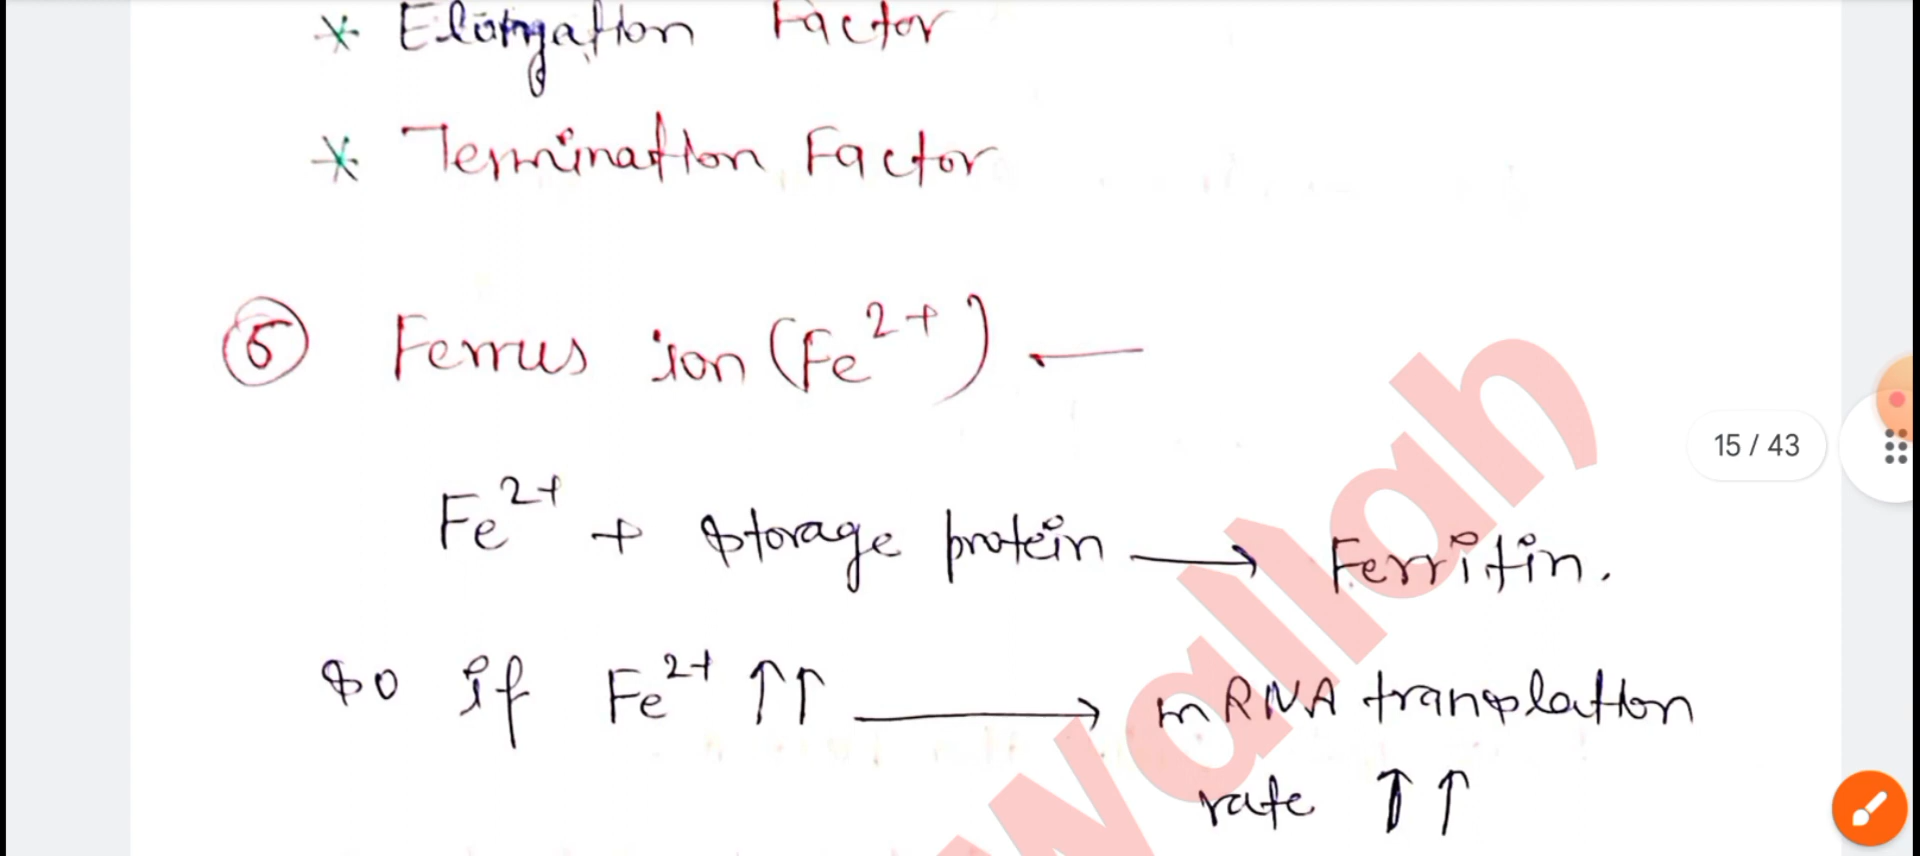 * Elongation Factor
* Termination Factor
5 Ferrus ion (Fe2+) —
15 / 43
Fe2+ + storage protein → Ferritin.
So if Fe2+ ↑↑ → mRNA translation
rate ↑↑
wallah